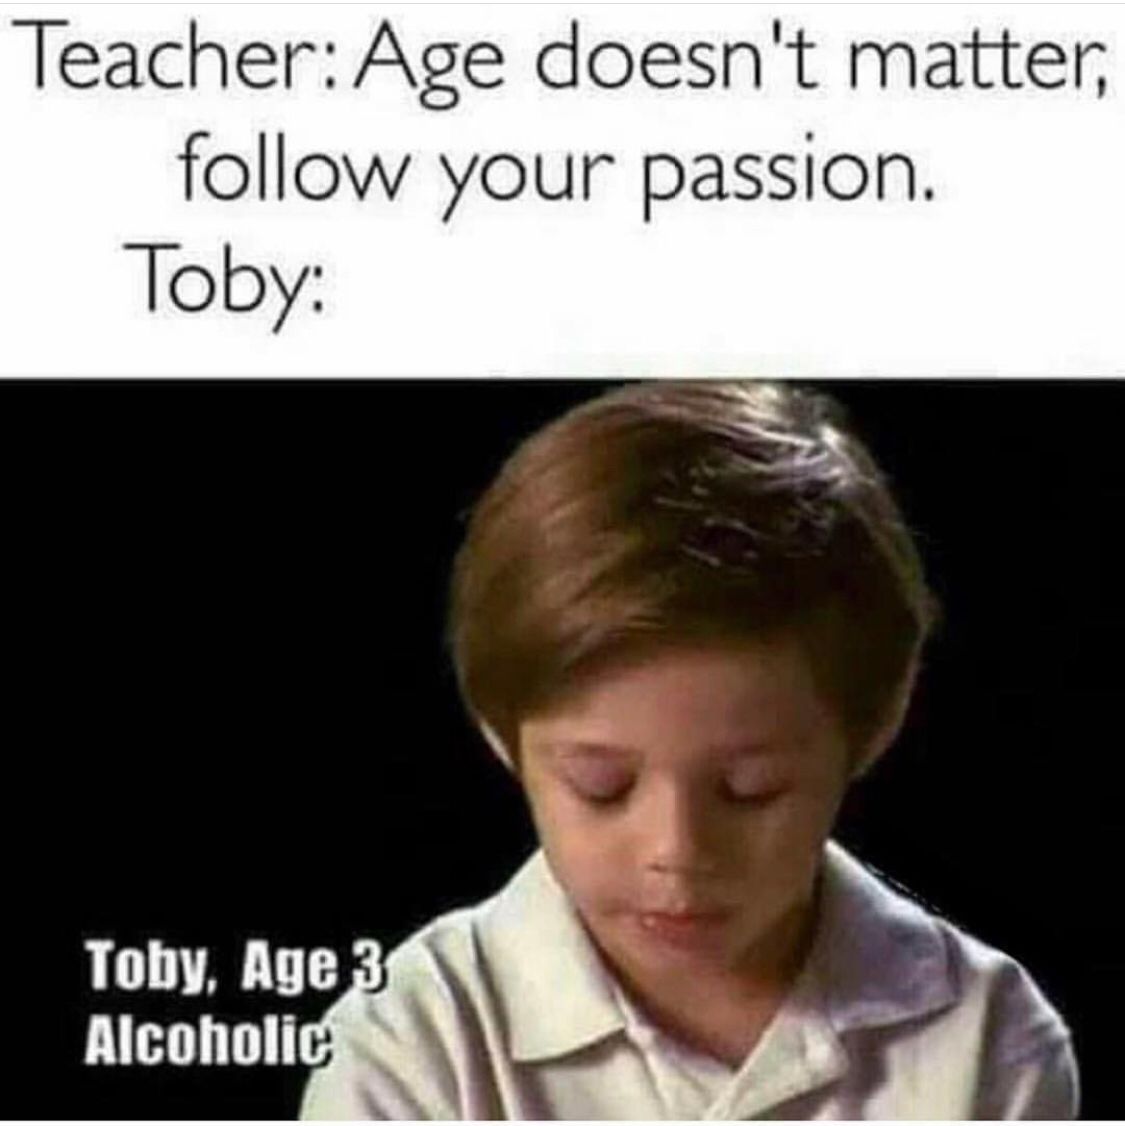 Teacher: Age doesn't matter,
follow your passion.
Toby:
Toby, Age 3
Alcoholic